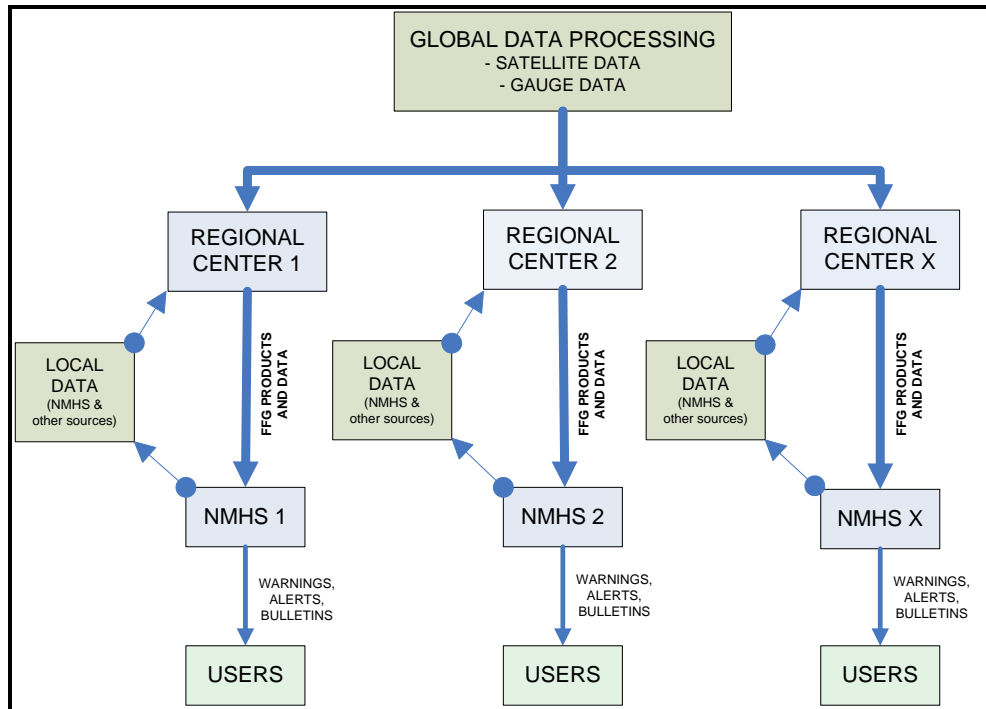 GLOBAL DATA PROCESSING
- SATELLITE DATA
- GAUGE DATA
REGIONAL
CENTER 1
REGIONAL
CENTER 2
REGIONAL
CENTER X
LOCAL
DATA
(NMHS &
other sources)
FFG PRODUCTS
AND DATA
LOCAL
DATA
(NMHS &
other sources)
FFG PRODUCTS
AND DATA
LOCAL
DATA
(NMHS &
other sources)
FFG PRODUCTS
AND DATA
NMHS 1
NMHS 2
NMHS X
WARNINGS,
ALERTS,
BULLETINS
WARNINGS,
ALERTS,
BULLETINS
WARNINGS,
ALERTS,
BULLETINS
USERS
USERS
USERS